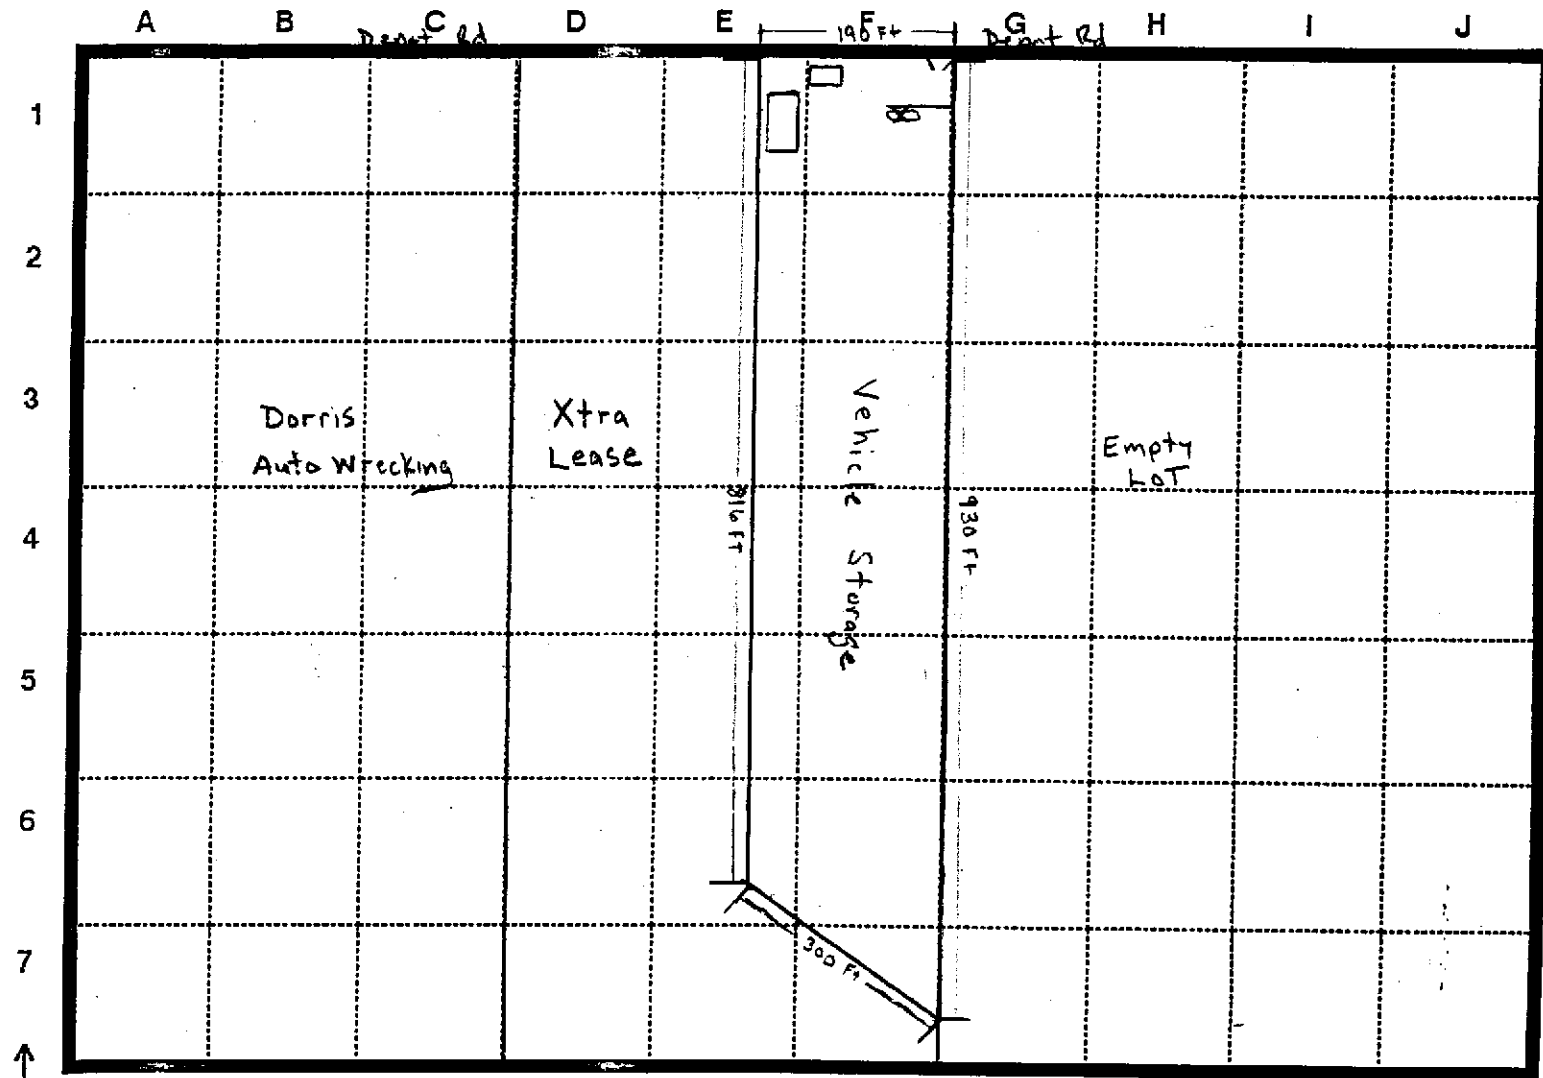 A B C D E F G H I J
Depot Rd
190 Ft
Depot Rd
1
2
3
4
5
6
7
Dorris
Auto Wrecking
Xtra
Lease
Vehicle Storage
Empty
LOT
816 FT
930 Ft
300 Ft